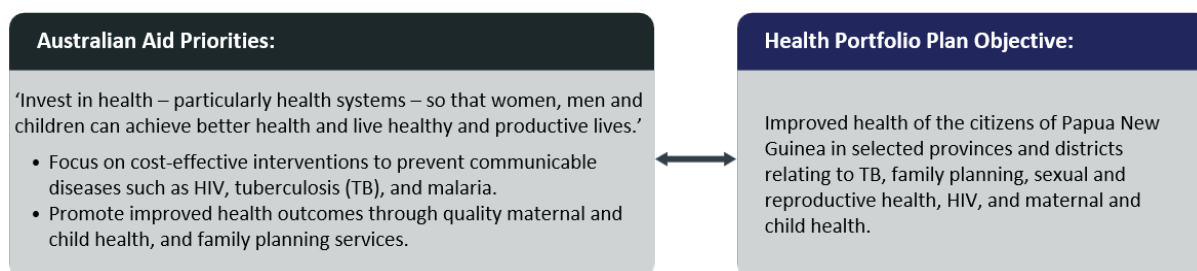 Australian Aid Priorities:
‘Invest in health – particularly health systems – so that women, men and
children can achieve better health and live healthy and productive lives.’
• Focus on cost-effective interventions to prevent communicable
diseases such as HIV, tuberculosis (TB), and malaria.
• Promote improved health outcomes through quality maternal and
child health, and family planning services.
Health Portfolio Plan Objective:
Improved health of the citizens of Papua New
Guinea in selected provinces and districts
relating to TB, family planning, sexual and
reproductive health, HIV, and maternal and
child health.